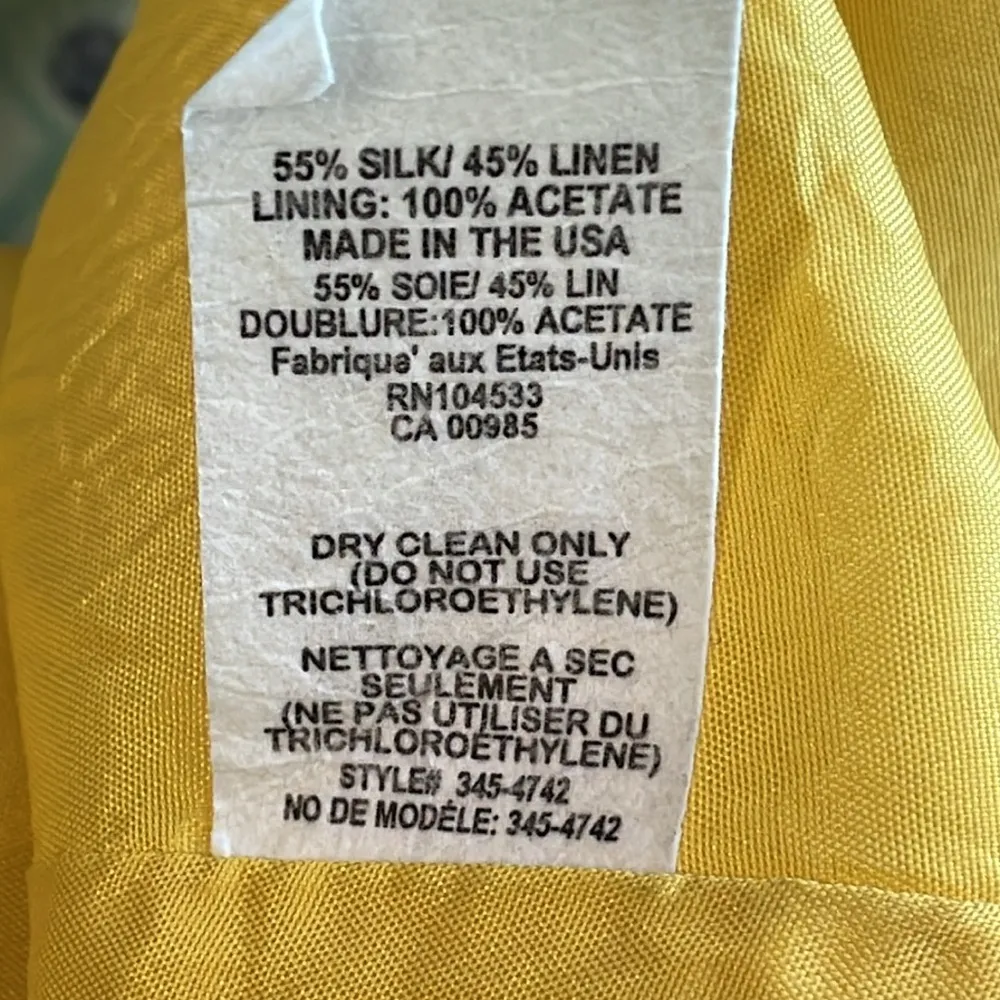 55% SILK/ 45% LINEN
LINING: 100% ACETATE
MADE IN THE USA
55% SOIE/ 45% LIN
DOUBLURE:100% ACETATE
Fabrique' aux Etats-Unis
RN104533
CA 00985
DRY CLEAN ONLY
(DO NOT USE
TRICHLOROETHYLENE)
NETTOYAGE A SEC
SEULEMENT
(NE PAS UTILISER DU
TRICHLOROETHYLENE)
STYLE# 345-4742
NO DE MODÈLE: 345-4742